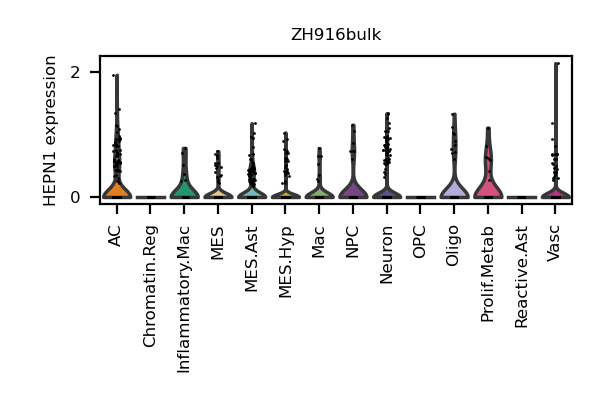 ZH916bulk
HEPN1 expression
2
0
AC
Chromatin.Reg
Inflammatory.Mac
MES
MES.Ast
MES.Hyp
Mac
NPC
Neuron
OPC
Oligo
Prolif.Metab
Reactive.Ast
Vasc